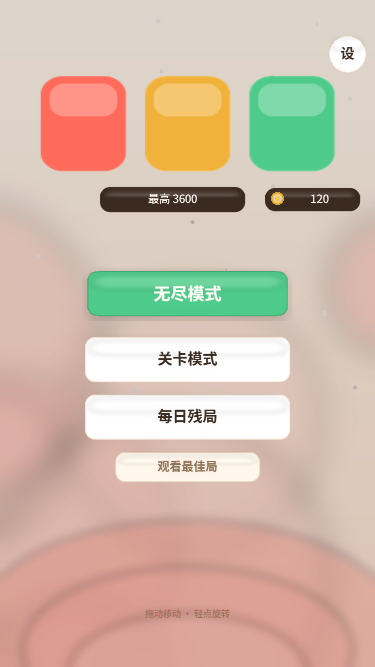 设
最高 3600
120
无尽模式
关卡模式
每日残局
观看最佳局
拖动移动 · 轻点旋转